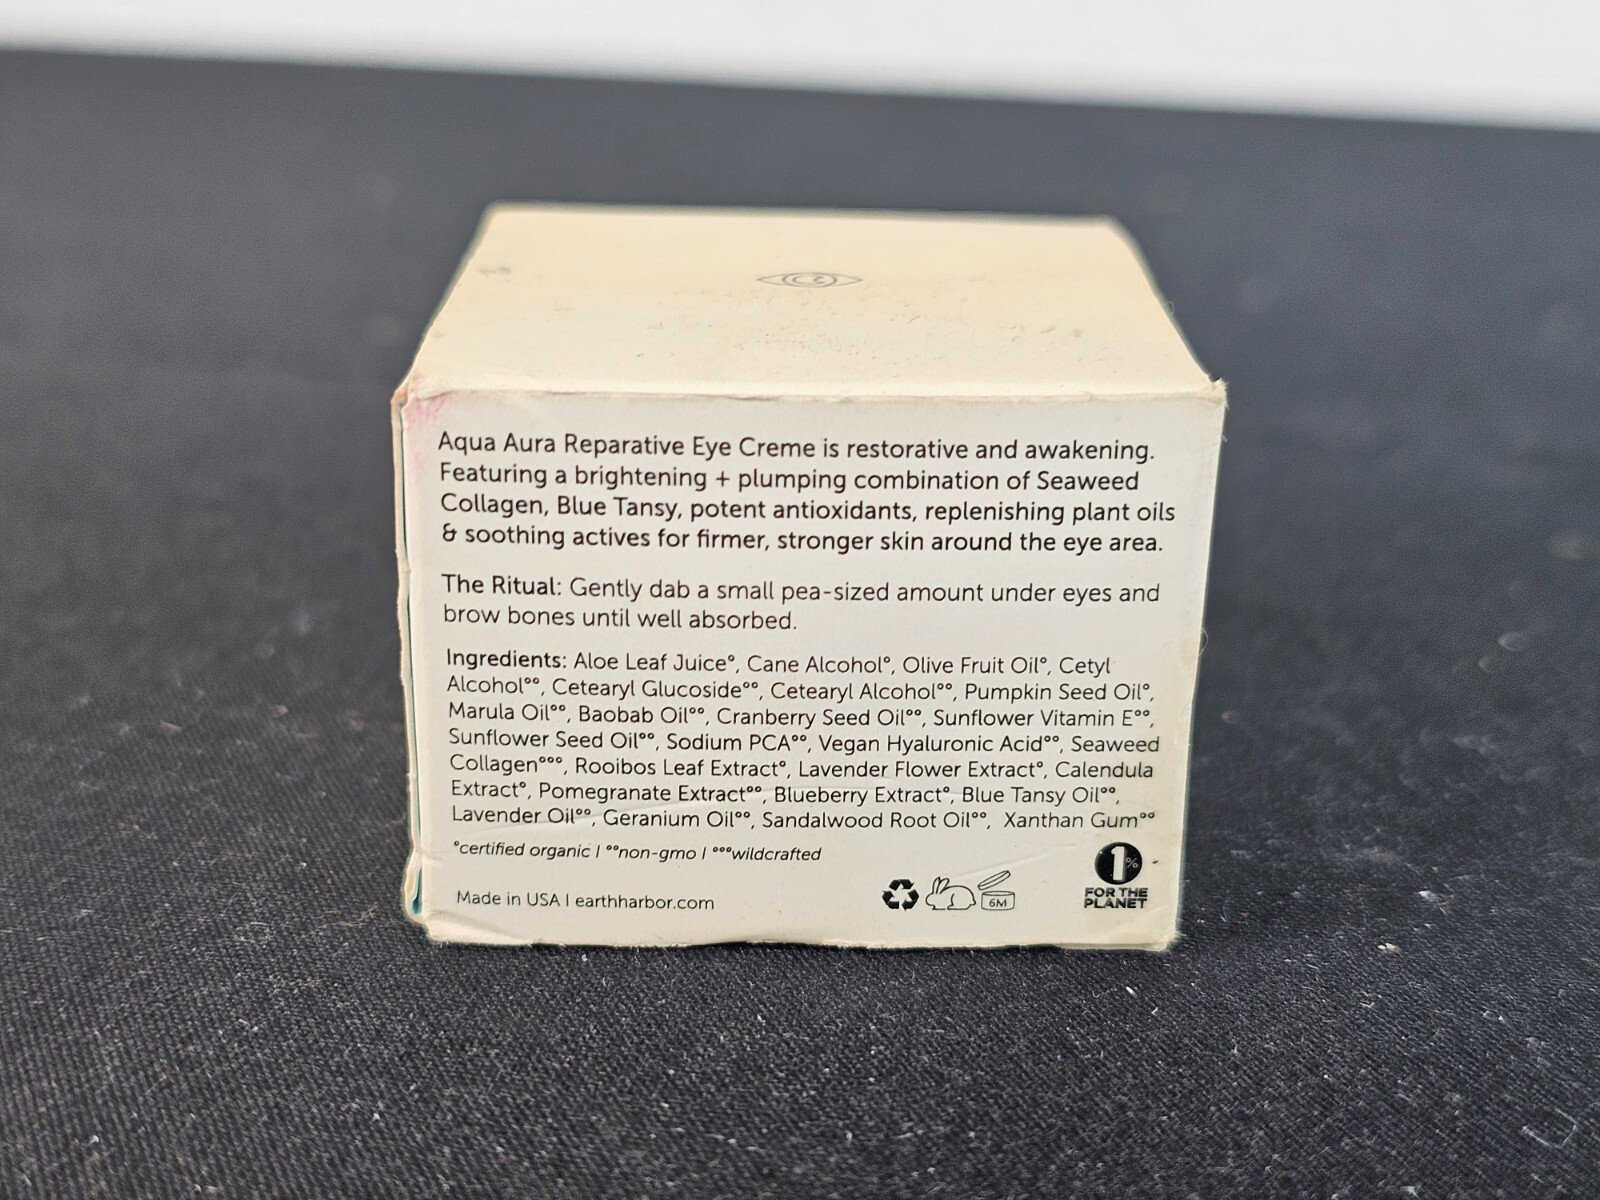 Aqua Aura Reparative Eye Creme is restorative and awakening.
Featuring a brightening + plumping combination of Seaweed
Collagen, Blue Tansy, potent antioxidants, replenishing plant oils
& soothing actives for firmer, stronger skin around the eye area.
The Ritual: Gently dab a small pea-sized amount under eyes and
brow bones until well absorbed.
Ingredients: Aloe Leaf Juice°, Cane Alcohol°, Olive Fruit Oil°, Cetyl
Alcohol°°, Cetearyl Glucoside°°, Cetearyl Alcohol°°, Pumpkin Seed Oil°,
Marula Oil°°, Baobab Oil°°, Cranberry Seed Oil°°, Sunflower Vitamin E°°,
Sunflower Seed Oil°°, Sodium PCA°°, Vegan Hyaluronic Acid°°, Seaweed
Collagen°°°, Rooibos Leaf Extract°, Lavender Flower Extract°, Calendula
Extract°, Pomegranate Extract°°, Blueberry Extract°, Blue Tansy Oil°°,
Lavender Oil°°, Geranium Oil°°, Sandalwood Root Oil°°, Xanthan Gum°°
°certified organic | °°non-gmo | °°°wildcrafted
Made in USA | earthharbor.com
6M
1%
FOR THE
PLANET